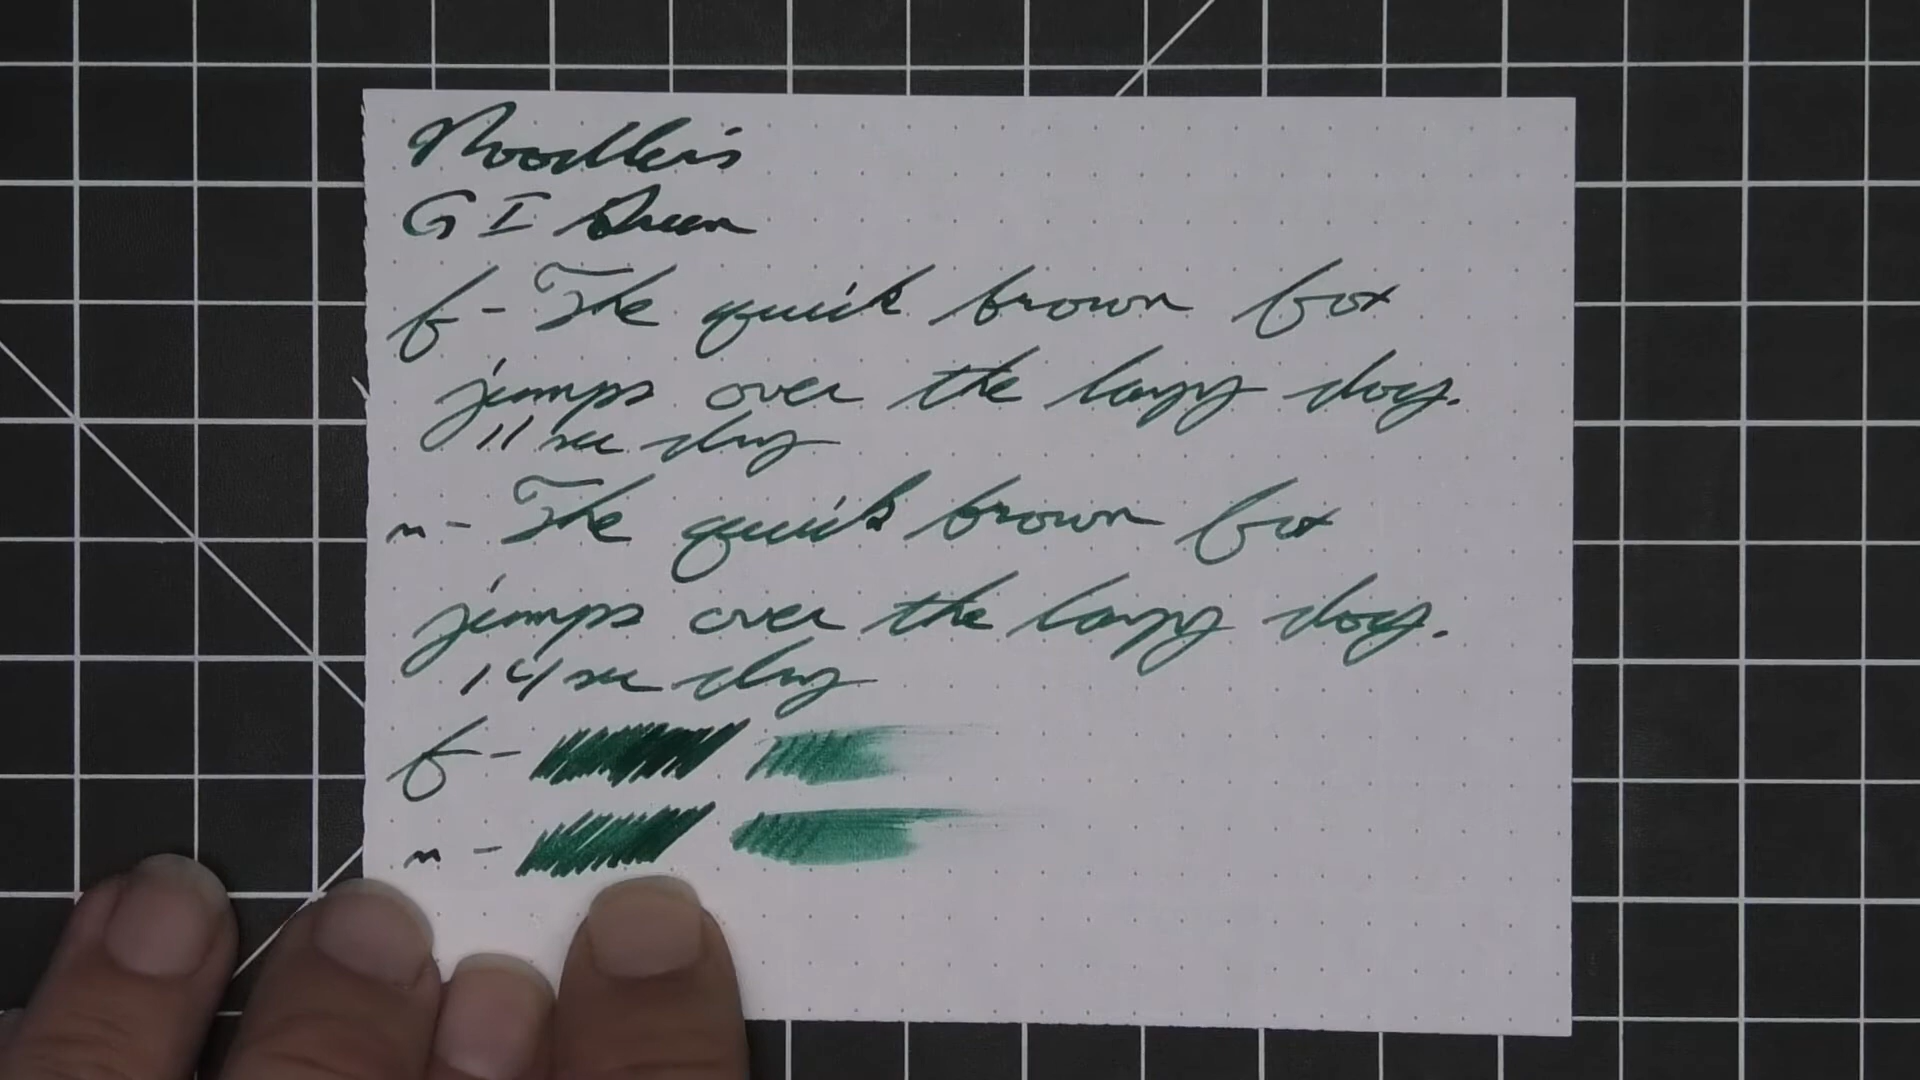 Noodler's
G I Green
f - The quick brown fox
jumps over the lazy dog.
11 sec dry
m - The quick brown fox
jumps over the lazy dog.
14 sec dry
f -
m -